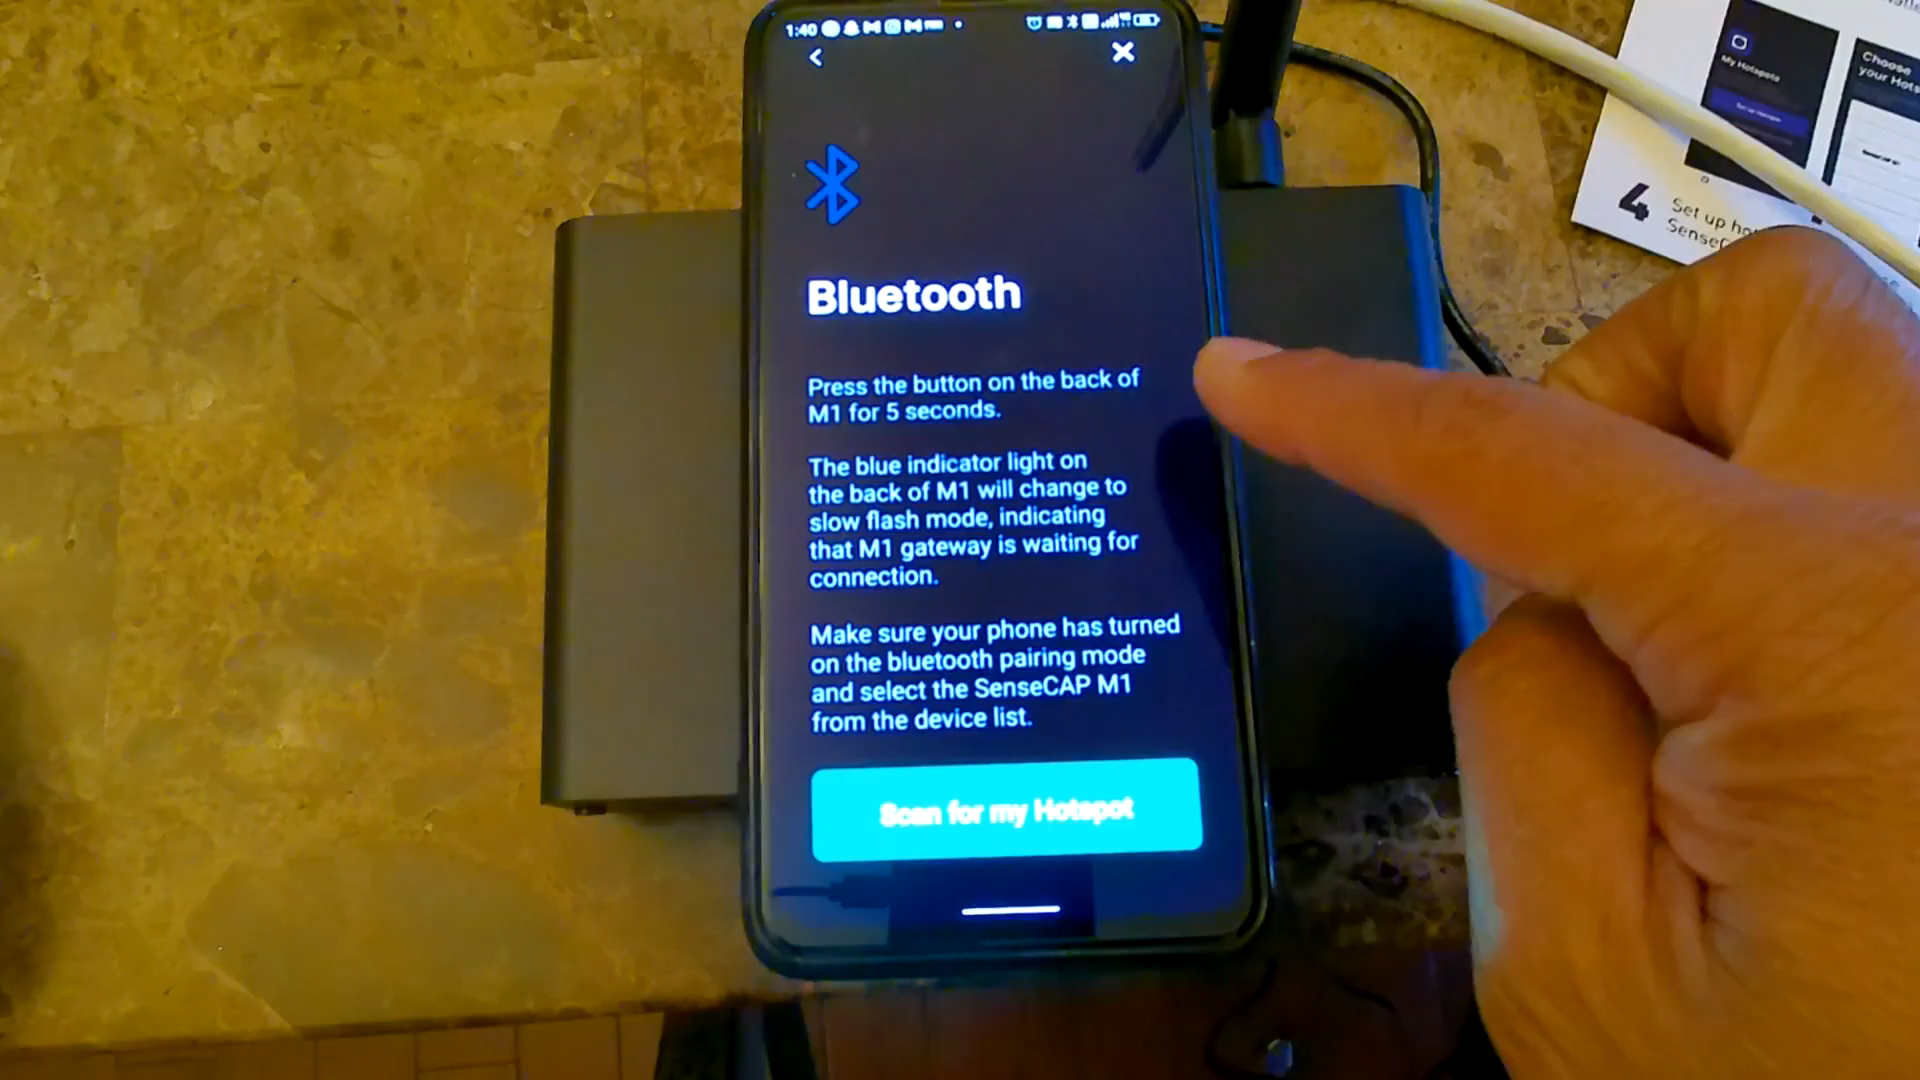 1:40
Bluetooth
Press the button on the back of
M1 for 5 seconds.
The blue indicator light on
the back of M1 will change to
slow flash mode, indicating
that M1 gateway is waiting for
connection.
Make sure your phone has turned
on the bluetooth pairing mode
and select the SenseCAP M1
from the device list.
Scan for my Hotspot
My Hotspots
Choose
your Hots
4
Set up ho
SenseC